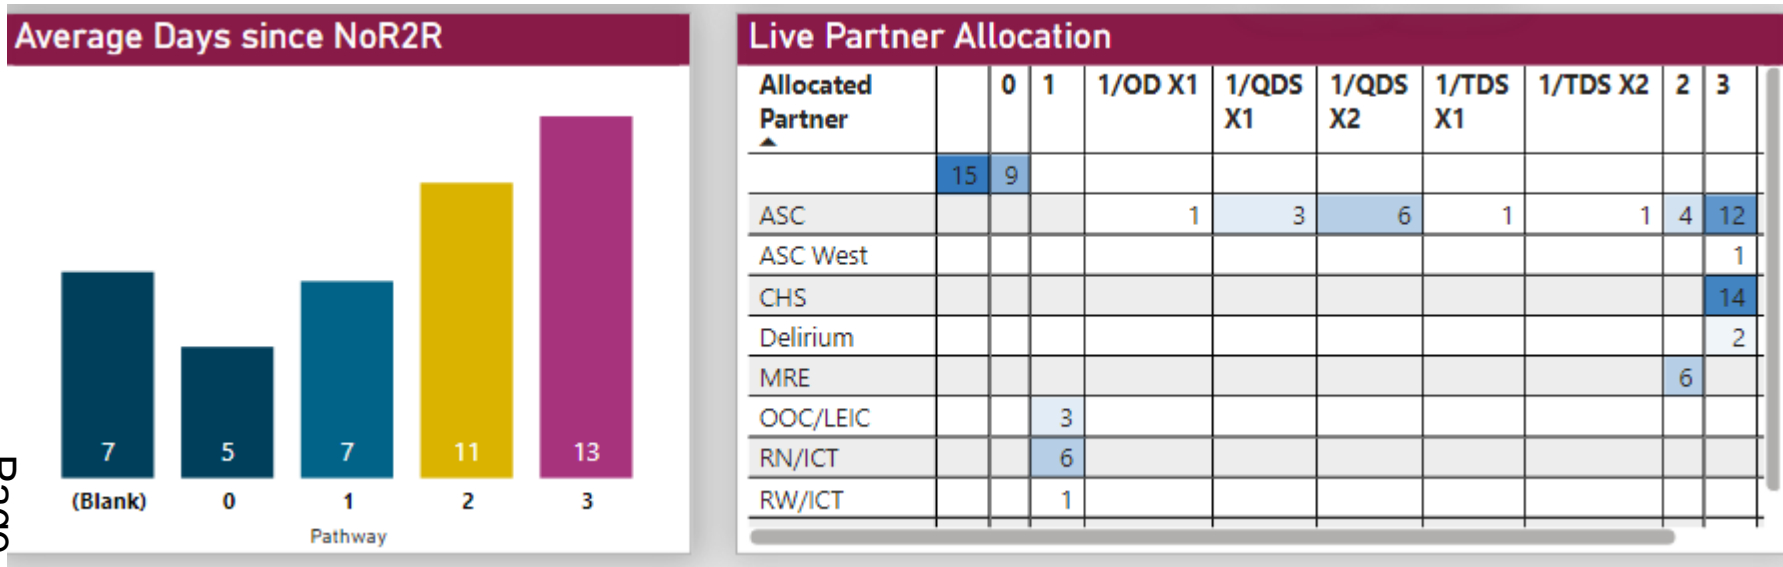 Average Days since NoR2R
7 5 7 11 13
(Blank) 0 1 2 3
Pathway
Live Partner Allocation
Allocated Partner 0 1 1/OD X1 1/QDS X1 1/QDS X2 1/TDS X1 1/TDS X2 2 3
15 9
ASC 1 3 6 1 1 4 12
ASC West 1
CHS 14
Delirium 2
MRE 6
OOC/LEIC 3
RN/ICT 6
RW/ICT 1
Page